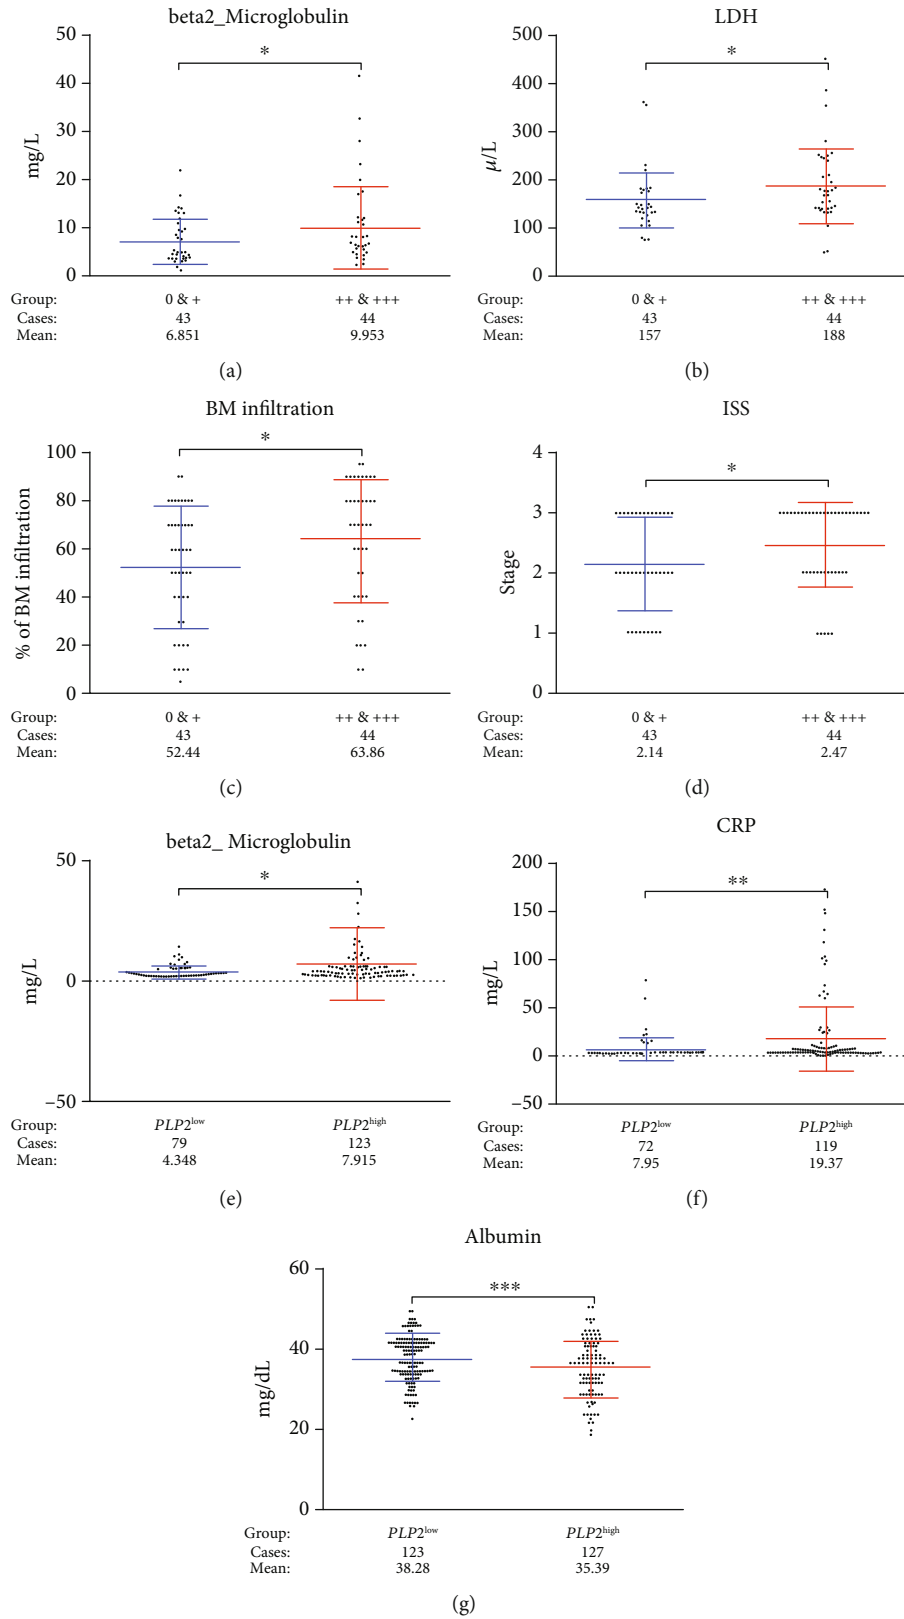 beta2_Microglobulin
*
50
40
30
20
10
0
mg/L
Group: 0 & + ++ & +++
Cases: 43 44
Mean: 6.851 9.953
(a)
LDH
*
500
400
300
200
100
0
µ/L
Group: 0 & + ++ & +++
Cases: 43 44
Mean: 157 188
(b)
BM infiltration
*
100
80
60
40
20
0
% of BM infiltration
Group: 0 & + ++ & +++
Cases: 43 44
Mean: 52.44 63.86
(c)
ISS
*
4
3
2
1
0
Stage
Group: 0 & + ++ & +++
Cases: 43 44
Mean: 2.14 2.47
(d)
beta2_ Microglobulin
*
50
0
−50
mg/L
Group: PLP2low PLP2high
Cases: 79 123
Mean: 4.348 7.915
(e)
CRP
**
200
150
100
50
0
−50
mg/L
Group: PLP2low PLP2high
Cases: 72 119
Mean: 7.95 19.37
(f)
Albumin
***
60
40
20
0
mg/dL
Group: PLP2low PLP2high
Cases: 123 127
Mean: 38.28 35.39
(g)